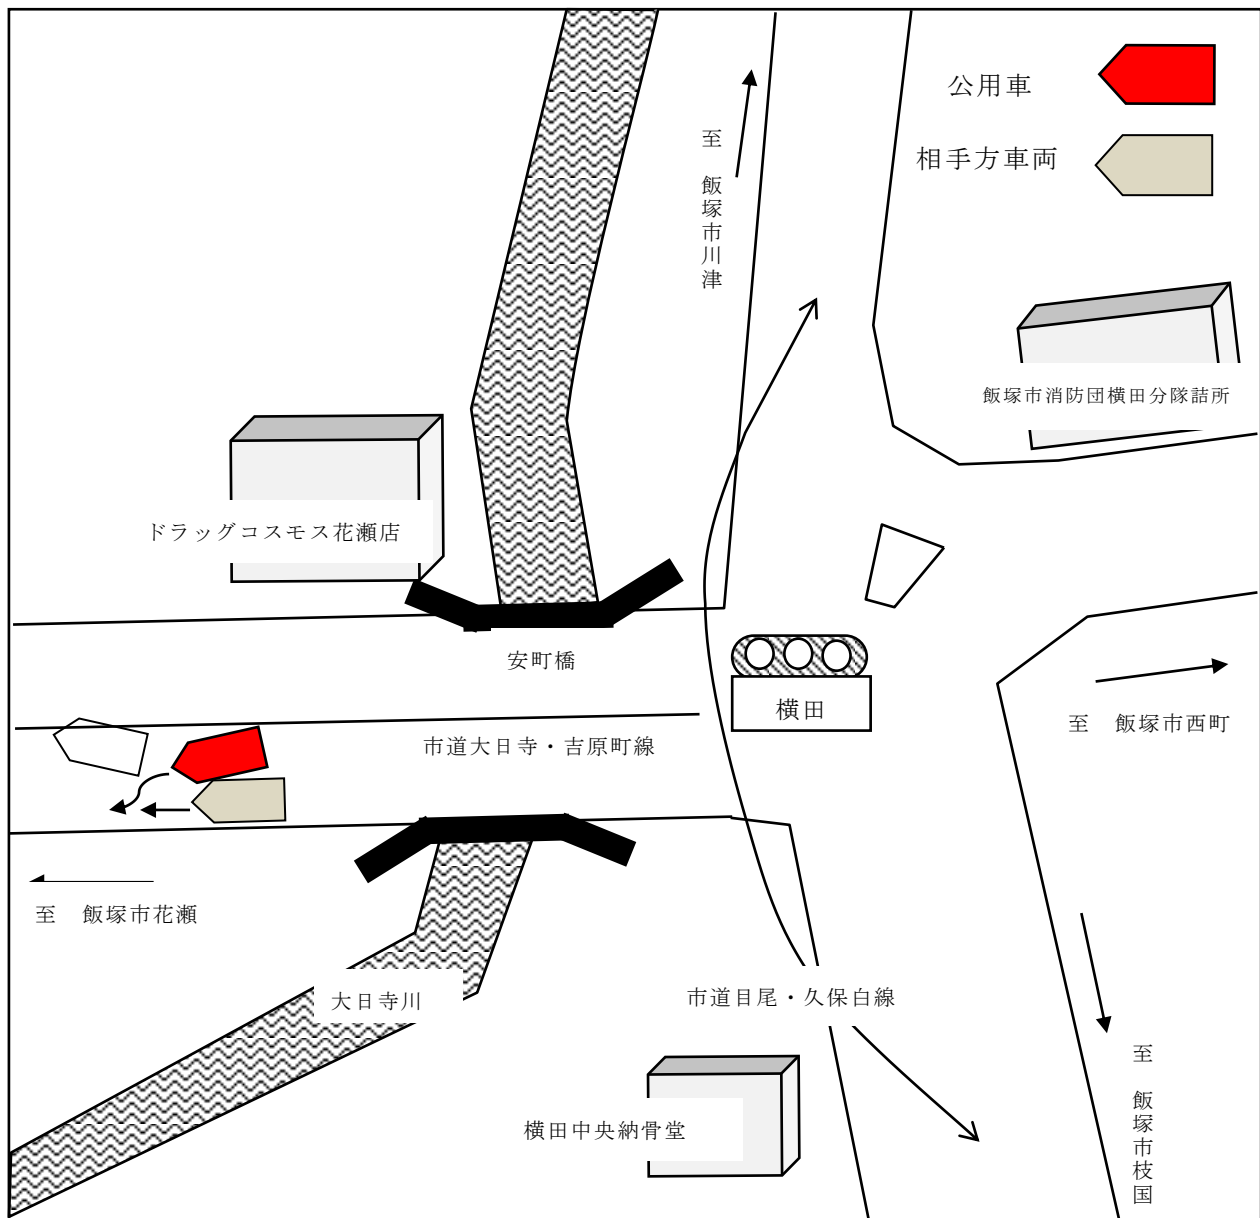 公用車
相手方車両
至　飯塚市川津
飯塚市消防団横田分隊詰所
ドラッグコスモス花瀬店
安町橋
横田
至　飯塚市西町
市道大日寺・吉原町線
至　飯塚市花瀬
大日寺川
市道目尾・久保白線
至　飯塚市枝国
横田中央納骨堂